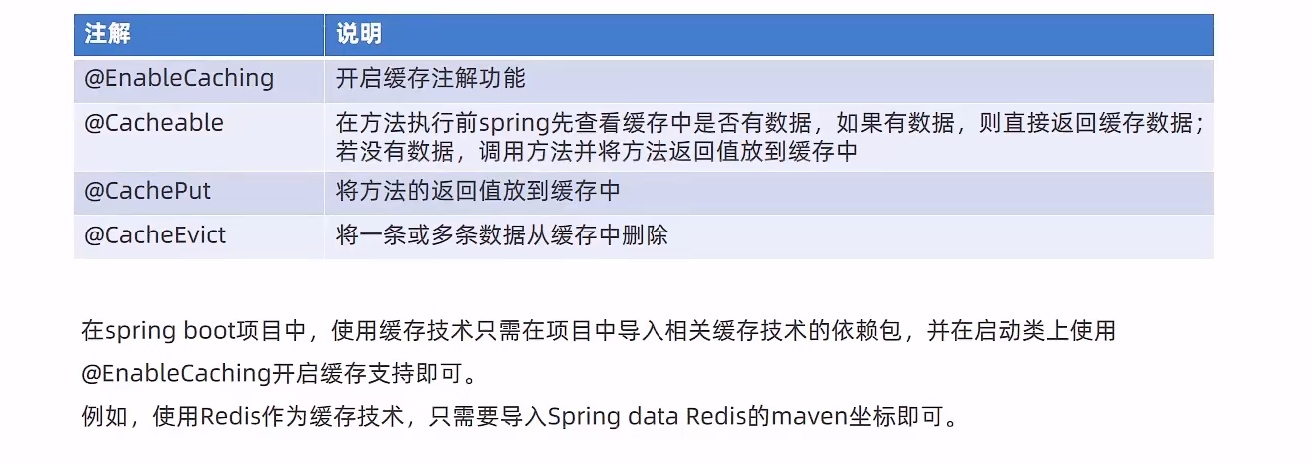 注解 说明
@EnableCaching 开启缓存注解功能
@Cacheable 在方法执行前spring先查看缓存中是否有数据，如果有数据，则直接返回缓存数据；
若没有数据，调用方法并将方法返回值放到缓存中
@CachePut 将方法的返回值放到缓存中
@CacheEvict 将一条或多条数据从缓存中删除
在spring boot项目中，使用缓存技术只需在项目中导入相关缓存技术的依赖包，并在启动类上使用
@EnableCaching开启缓存支持即可。
例如，使用Redis作为缓存技术，只需要导入Spring data Redis的maven坐标即可。